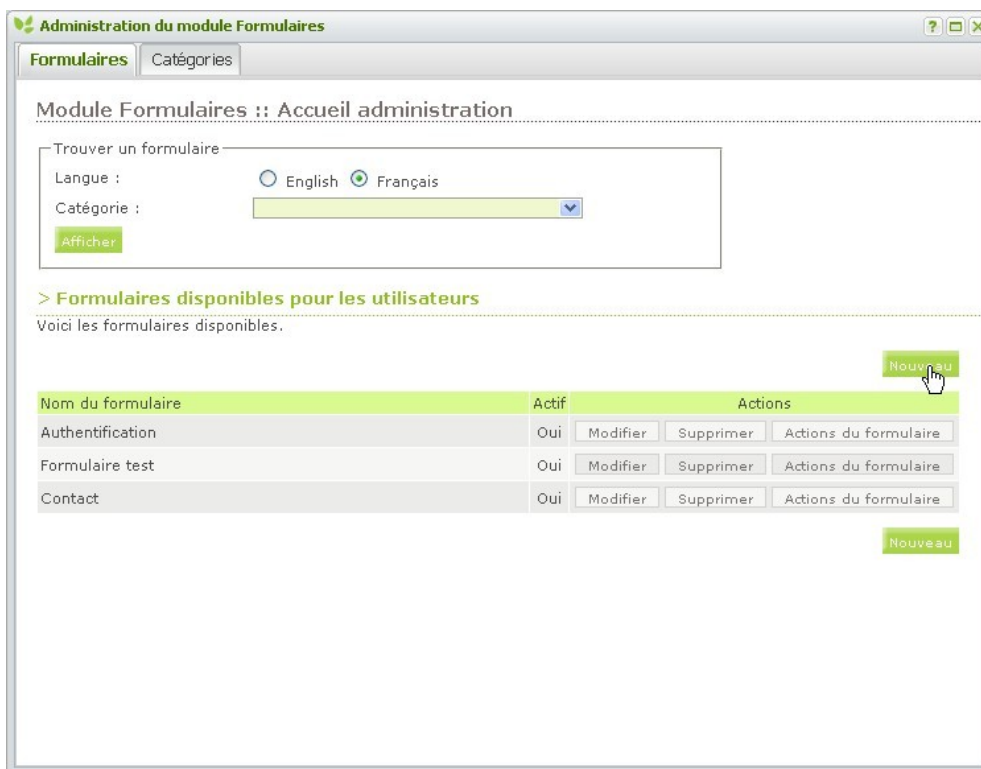 Administration du module Formulaires ?
Formulaires Catégories
Module Formulaires :: Accueil administration
Trouver un formulaire
Langue : English Français
Catégorie :
Afficher
> Formulaires disponibles pour les utilisateurs
Voici les formulaires disponibles.
Nouveau
Nom du formulaire Actif Actions
Authentification Oui Modifier Supprimer Actions du formulaire
Formulaire test Oui Modifier Supprimer Actions du formulaire
Contact Oui Modifier Supprimer Actions du formulaire
Nouveau